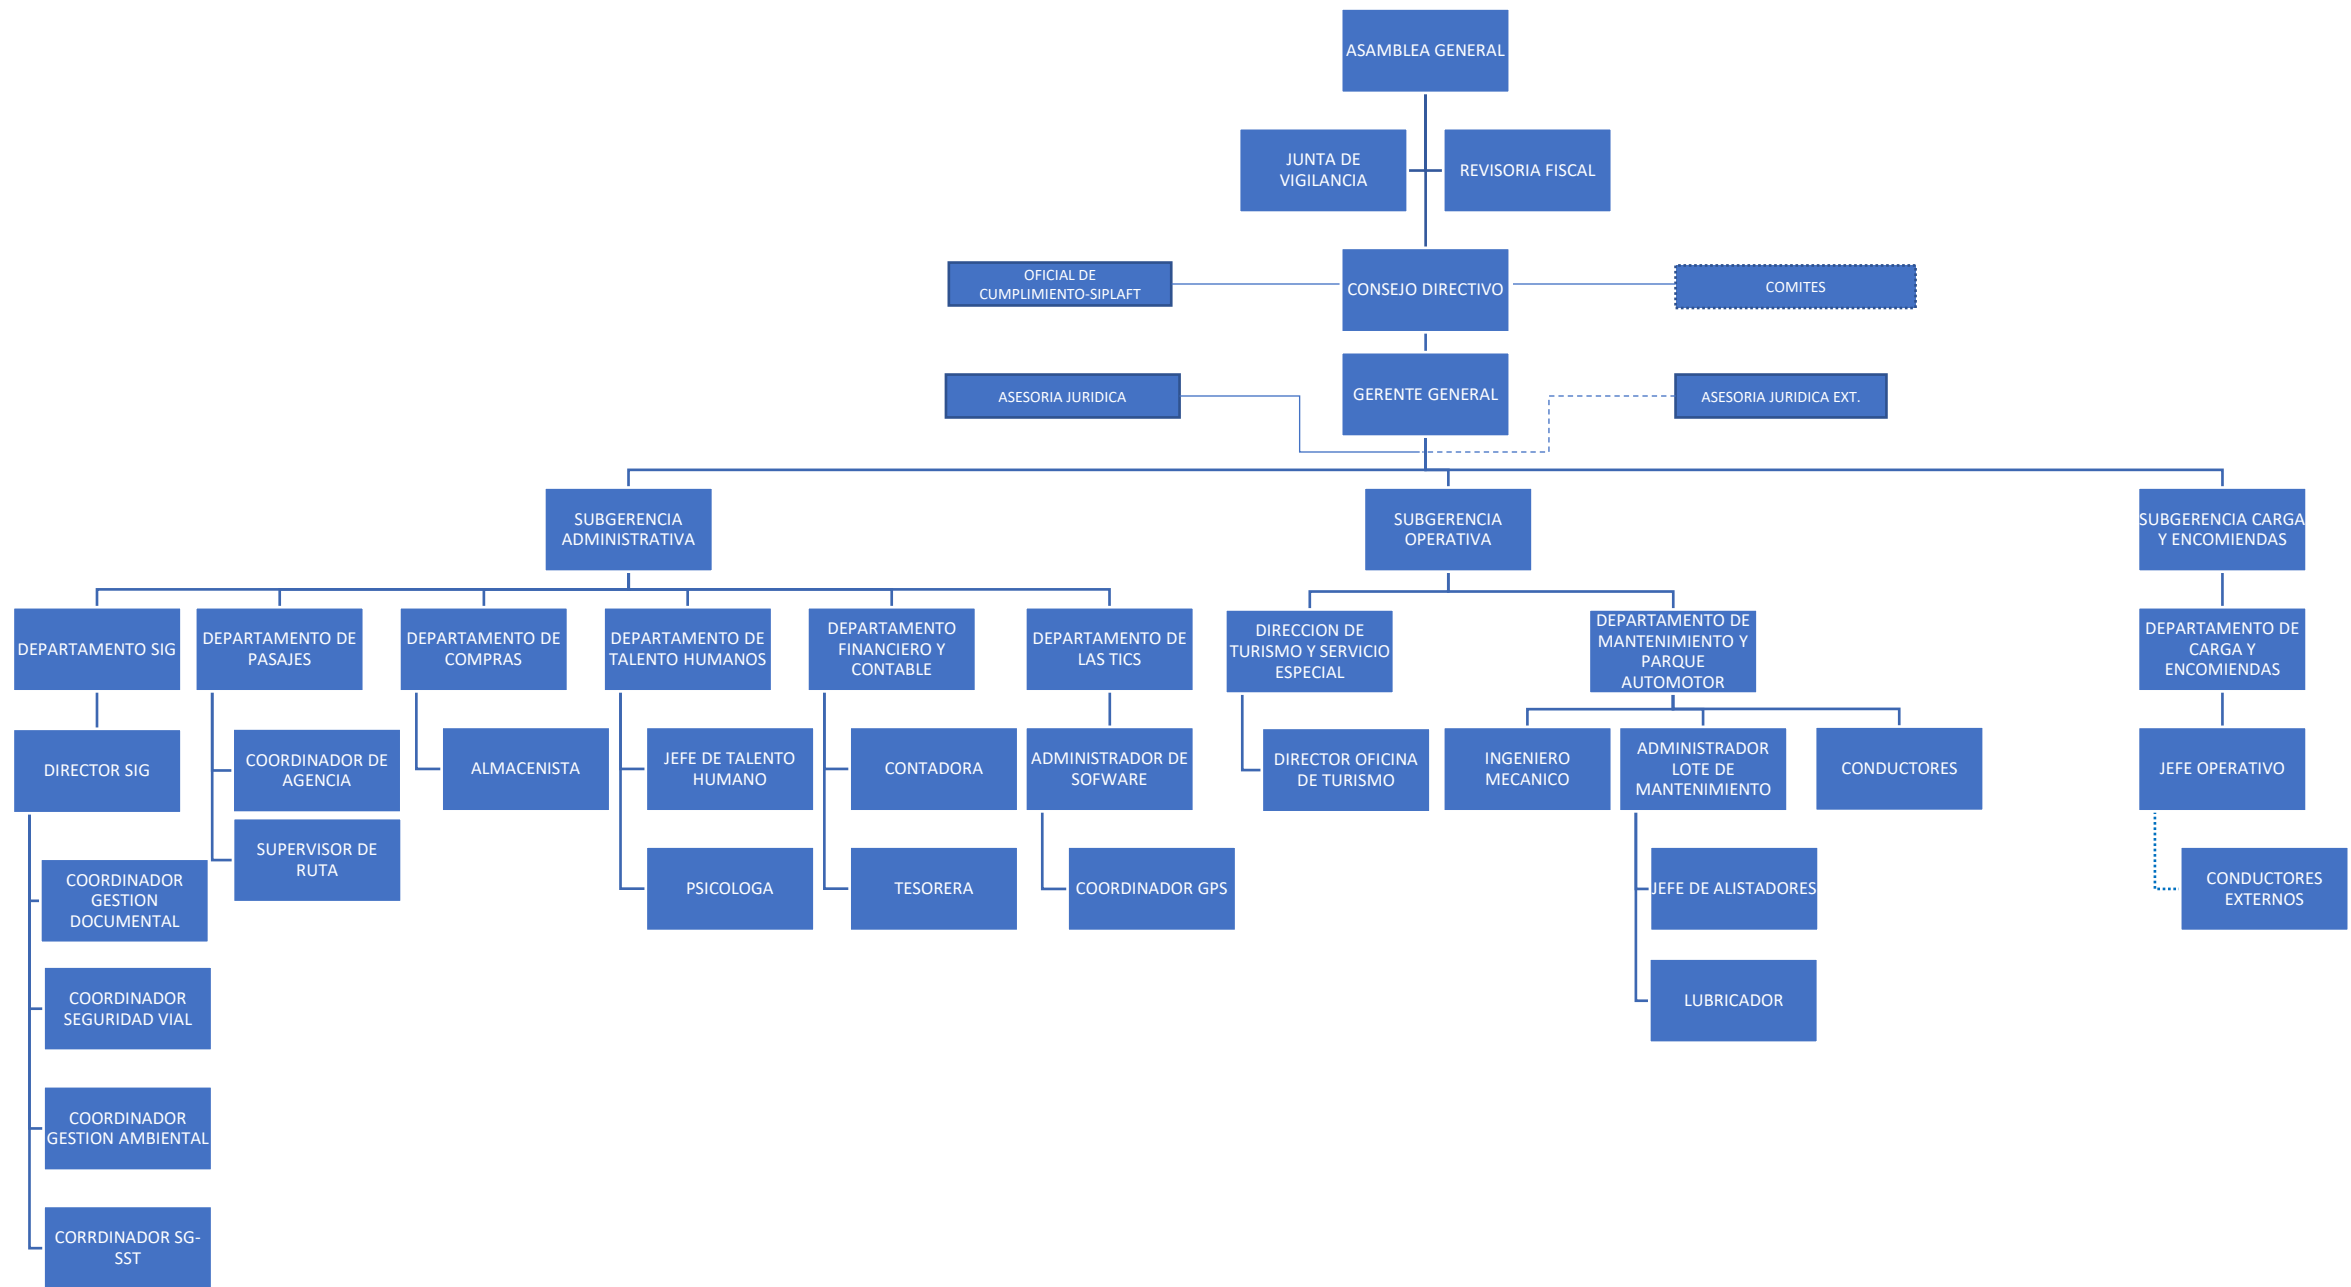 ASAMBLEA GENERAL
JUNTA DE
VIGILANCIA
REVISORIA FISCAL
OFICIAL DE
CUMPLIMIENTO-SIPLAFT
CONSEJO DIRECTIVO
COMITES
ASESORIA JURIDICA
GERENTE GENERAL
ASESORIA JURIDICA EXT.
SUBGERENCIA
ADMINISTRATIVA
SUBGERENCIA
OPERATIVA
SUBGERENCIA CARGA
Y ENCOMIENDAS
DEPARTAMENTO SIG
DEPARTAMENTO DE
PASAJES
DEPARTAMENTO DE
COMPRAS
DEPARTAMENTO DE
TALENTO HUMANOS
DEPARTAMENTO
FINANCIERO Y
CONTABLE
DEPARTAMENTO DE
LAS TICS
DIRECCION DE
TURISMO Y SERVICIO
ESPECIAL
DEPARTAMENTO DE
MANTENIMIENTO Y
PARQUE
AUTOMOTOR
DEPARTAMENTO DE
CARGA Y
ENCOMIENDAS
DIRECTOR SIG
COORDINADOR DE
AGENCIA
ALMACENISTA
JEFE DE TALENTO
HUMANO
CONTADORA
ADMINISTRADOR DE
SOFWARE
DIRECTOR OFICINA
DE TURISMO
INGENIERO
MECANICO
ADMINISTRADOR
LOTE DE
MANTENIMIENTO
CONDUCTORES
JEFE OPERATIVO
COORDINADOR
GESTION
DOCUMENTAL
SUPERVISOR DE
RUTA
PSICOLOGA
TESORERA
COORDINADOR GPS
JEFE DE ALISTADORES
CONDUCTORES
EXTERNOS
COORDINADOR
SEGURIDAD VIAL
LUBRICADOR
COORDINADOR
GESTION AMBIENTAL
CORRDINADOR SG-
SST